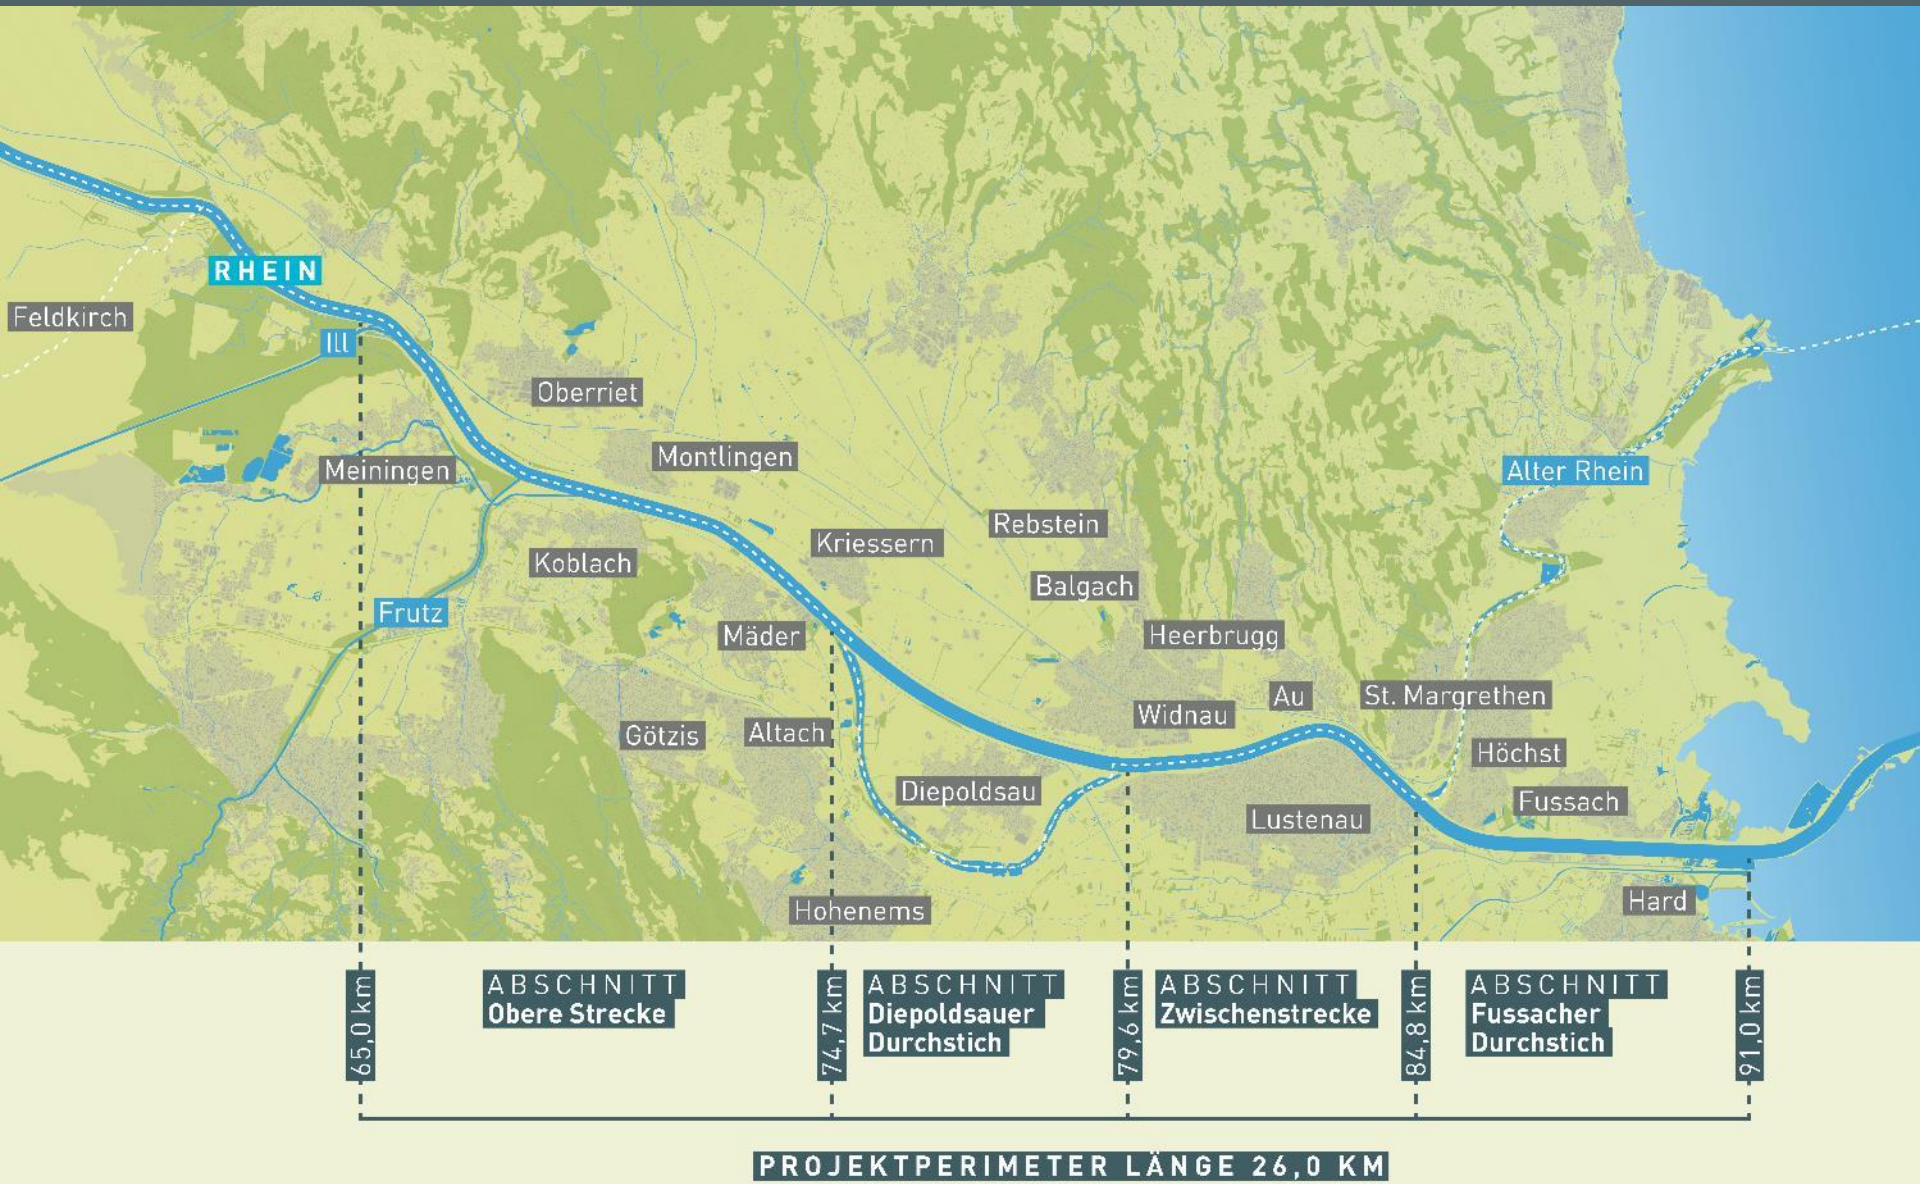 RHEIN
Feldkirch
Ill
Oberriet
Montlingen
Meiningen
Alter Rhein
Rebstein
Kriessern
Koblach
Balgach
Frutz
Mäder
Heerbrugg
Au
St. Margrethen
Widnau
Götzis
Altach
Höchst
Diepoldsau
Fussach
Lustenau
Hard
Hohenems
65,0 km
ABSCHNITT
Obere Strecke
74,7 km
ABSCHNITT
Diepoldsauer
Durchstich
79,6 km
ABSCHNITT
Zwischenstrecke
84,8 km
ABSCHNITT
Fussacher
Durchstich
91,0 km
PROJEKTPERIMETER LÄNGE 26,0 KM